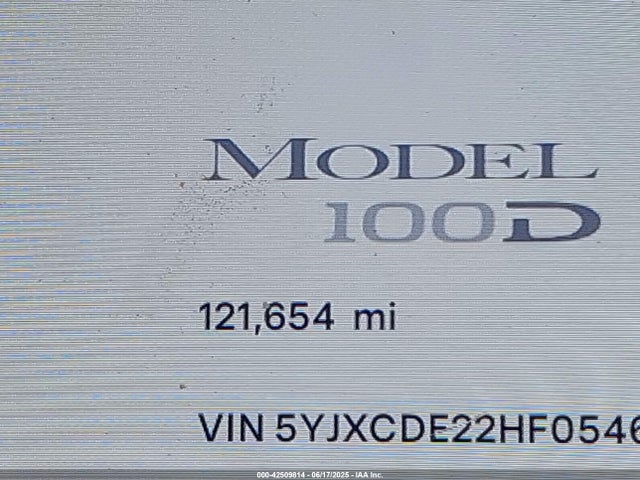 MODEL
100D
121,654 mi
VIN 5YJXCDE22HF0546
000-42509814 - 06/17/2025 - IAA Inc.